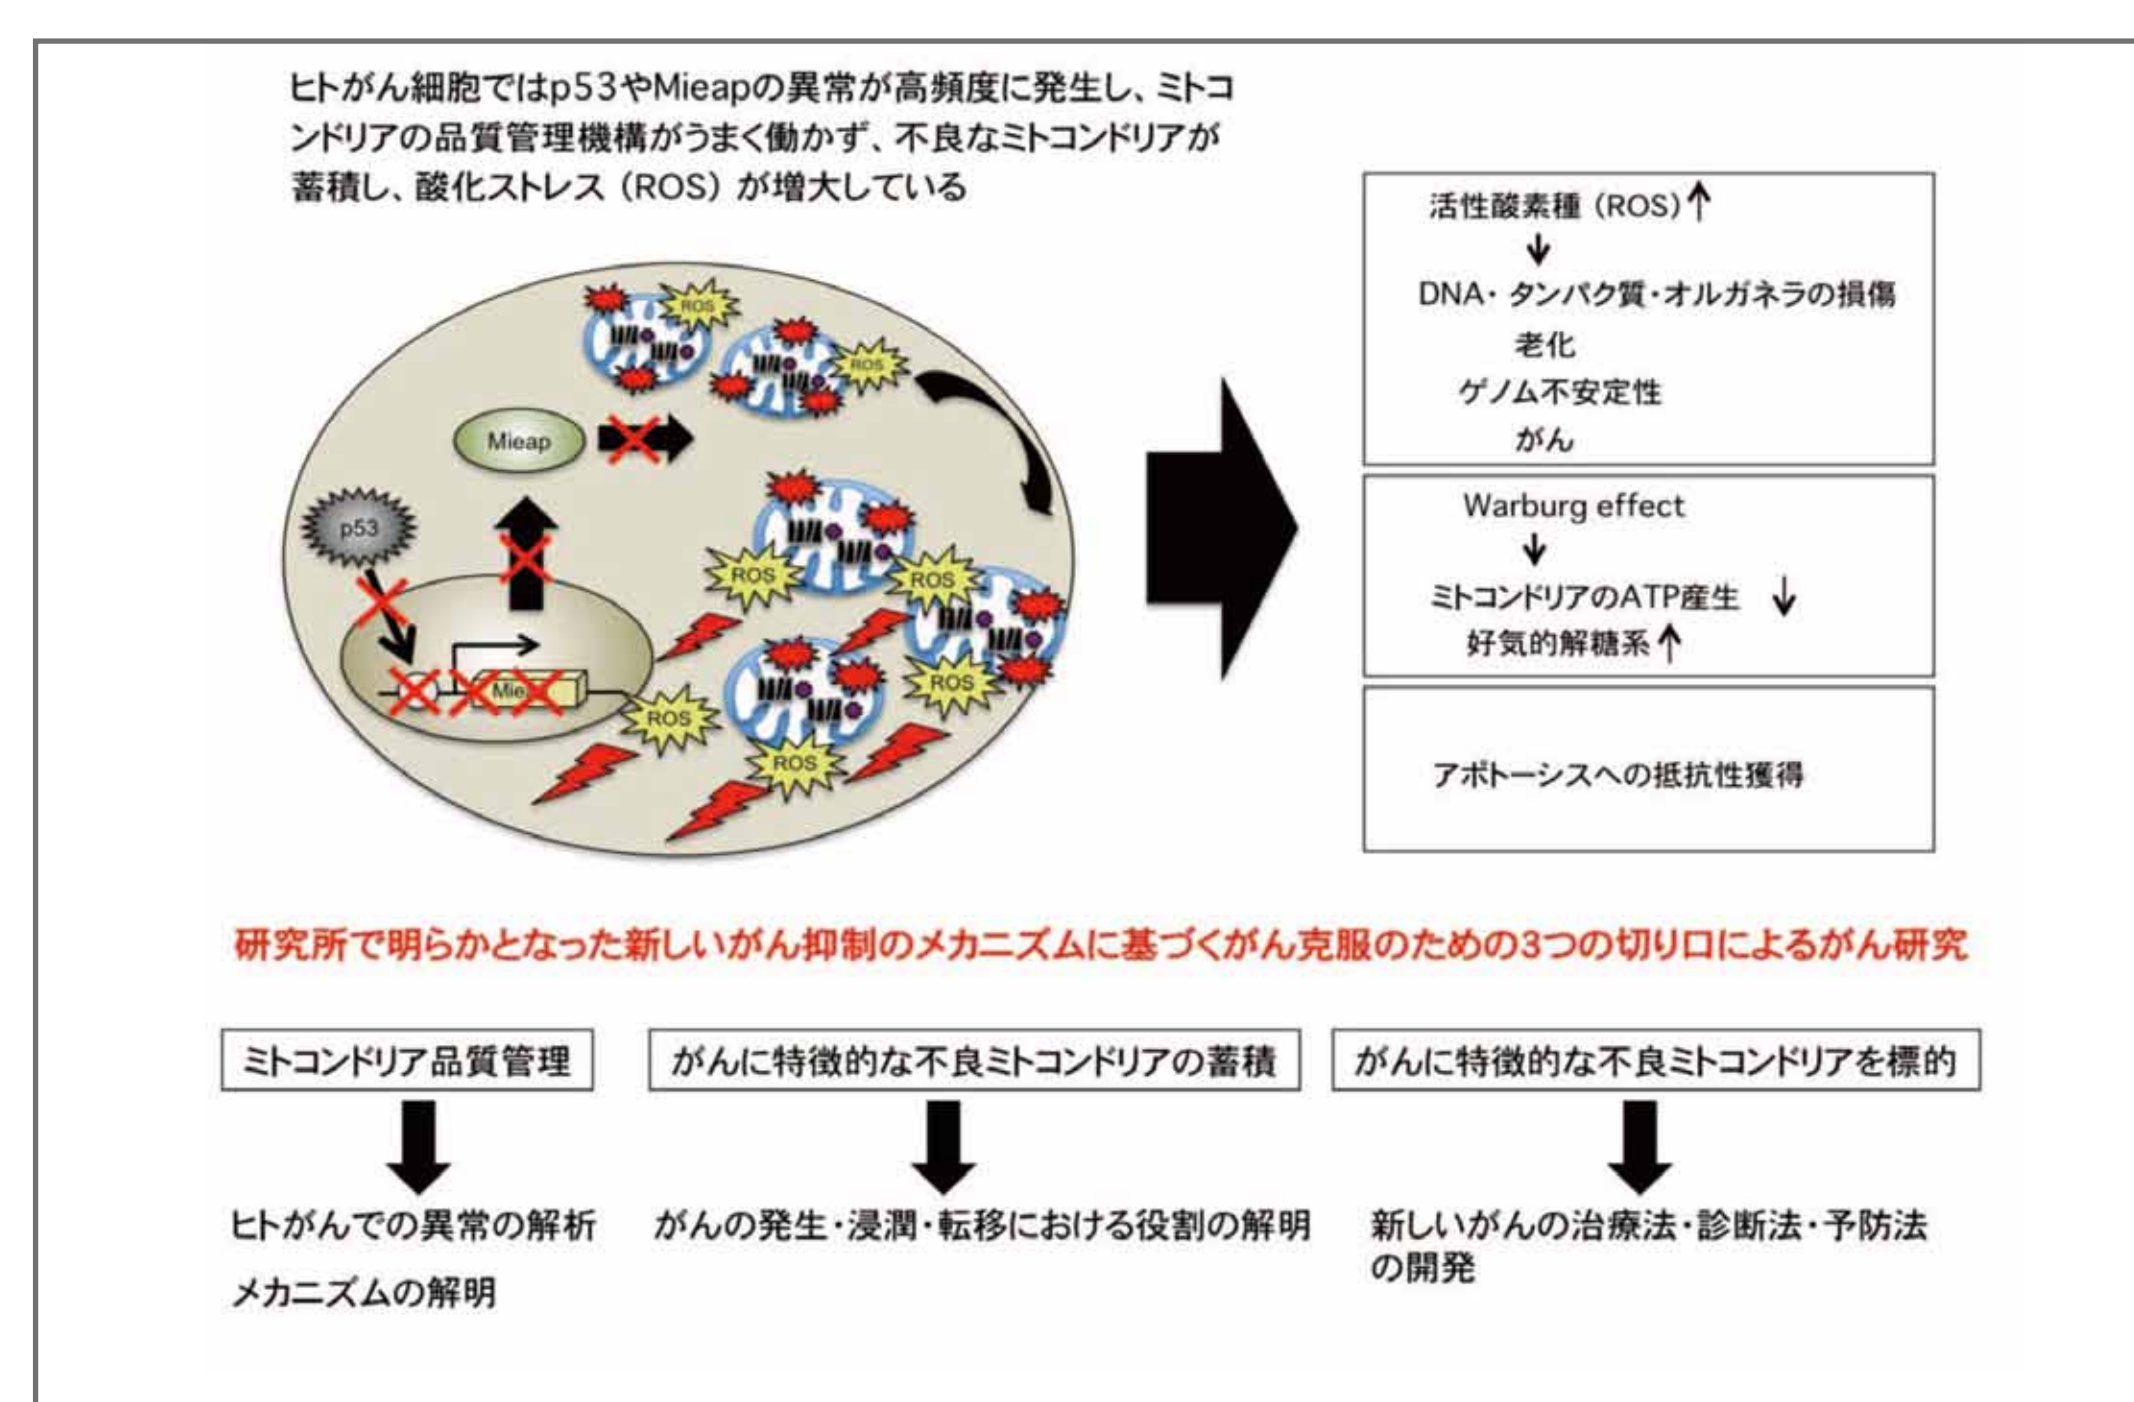 ヒトがん細胞ではp53やMieapの異常が高頻度に発生し、ミトコ
ンドリアの品質管理機構がうまく働かず、不良なミトコンドリアが
蓄積し、酸化ストレス（ROS）が増大している
ROS
ROS
Mieap
p53
ROS
ROS
ROS
Mie
ROS
ROS
活性酸素種（ROS）↑
↓
DNA・タンパク質・オルガネラの損傷
老化
ゲノム不安定性
がん
Warburg effect
↓
ミトコンドリアのATP産生 ↓
好気的解糖系↑
アポトーシスへの抵抗性獲得
研究所で明らかとなった新しいがん抑制のメカニズムに基づくがん克服のための3つの切り口によるがん研究
ミトコンドリア品質管理
がんに特徴的な不良ミトコンドリアの蓄積
がんに特徴的な不良ミトコンドリアを標的
ヒトがんでの異常の解析
メカニズムの解明
がんの発生・浸潤・転移における役割の解明
新しいがんの治療法・診断法・予防法
の開発